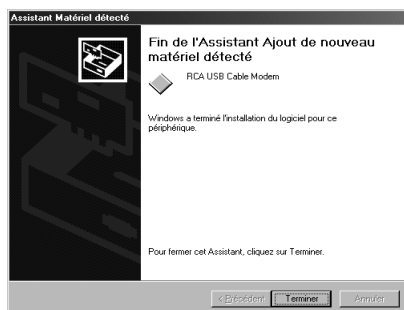 Assistant Matériel détecté
Fin de l'Assistant Ajout de nouveau
matériel détecté
RCA USB Cable Modem
Windows a terminé l'installation du logiciel pour ce
périphérique.
Pour fermer cet Assistant, cliquez sur Terminer.
< Précédent
Terminer
Annuler